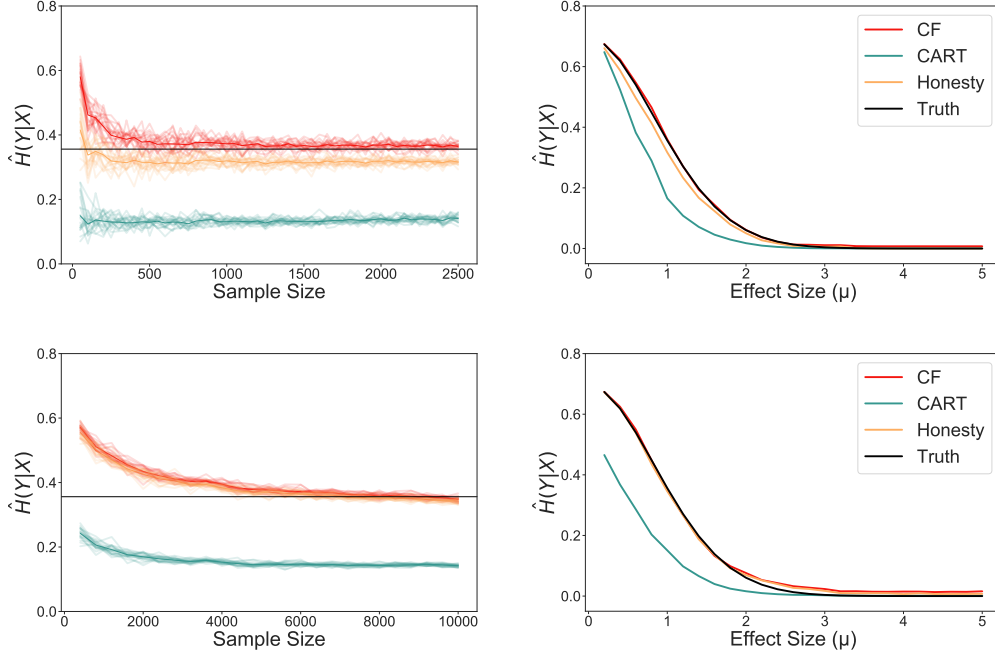 0.8
0.6
0.4
0.2
0.0
Ĥ(Y|X)
0
500
1000
1500
2000
2500
Sample Size
0.8
0.6
0.4
0.2
0.0
Ĥ(Y|X)
0
1
2
3
4
5
Effect Size (μ)
CF
CART
Honesty
Truth
0.8
0.6
0.4
0.2
0.0
Ĥ(Y|X)
0
2000
4000
6000
8000
10000
Sample Size
0.8
0.6
0.4
0.2
0.0
Ĥ(Y|X)
0
1
2
3
4
5
Effect Size (μ)
CF
CART
Honesty
Truth